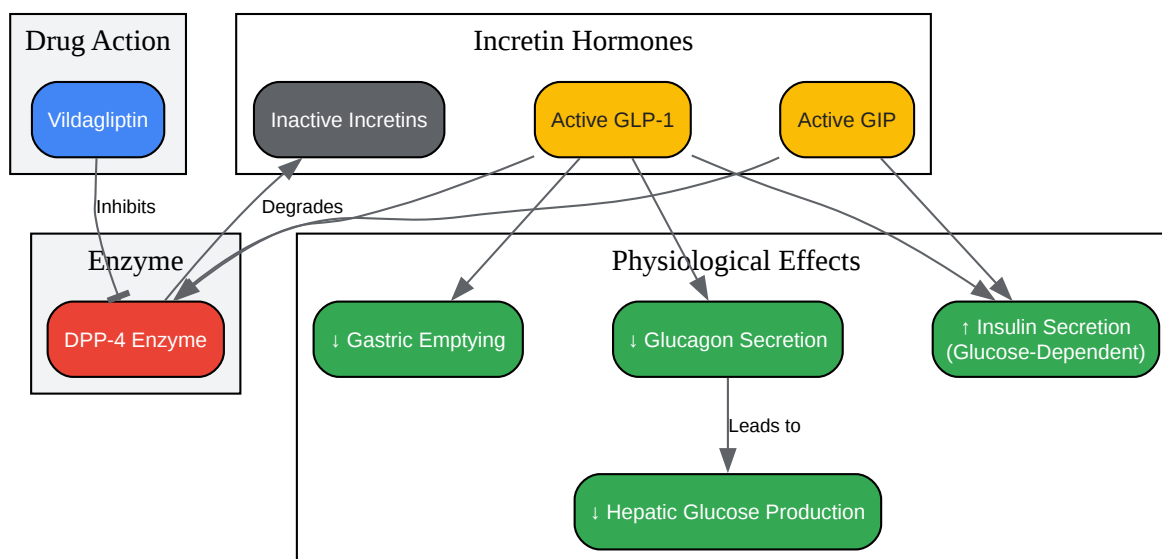 Drug Action
Incretin Hormones
Vildagliptin
Inactive Incretins
Active GLP-1
Active GIP
Inhibits
Degrades
Enzyme
Physiological Effects
DPP-4 Enzyme
↓ Gastric Emptying
↓ Glucagon Secretion
↑ Insulin Secretion
(Glucose-Dependent)
Leads to
↓ Hepatic Glucose Production